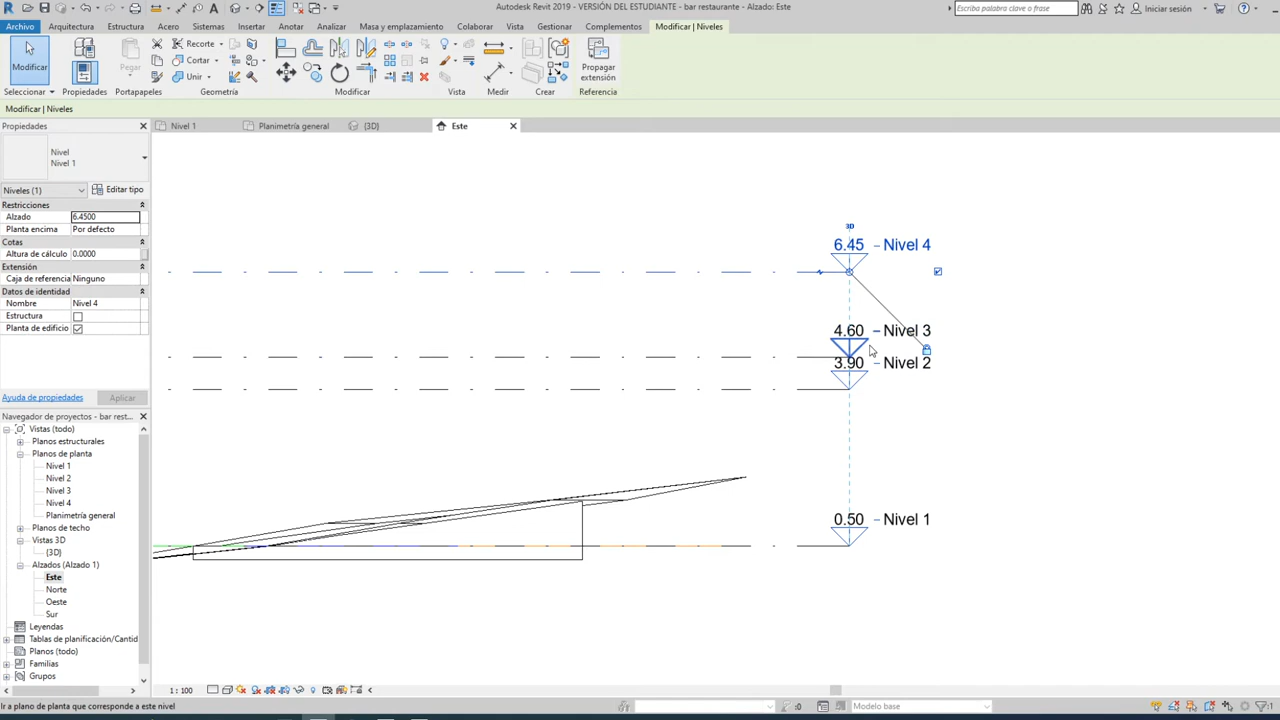 Autodesk Revit 2019 - VERSIÓN DEL ESTUDIANTE - bar restaurante - Alzado: Este
Escriba palabra clave o frase
Iniciar sesión
Archivo Arquitectura Estructura Acero Sistemas Insertar Anotar Analizar Masa y emplazamiento Colaborar Vista Gestionar Complementos Modificar | Niveles
Modificar
Propiedades
Pegar
Recorte
Cortar
Unir
Propagar
extensión
Seleccionar Propiedades Portapapeles Geometría Modificar Vista Medir Crear Referencia
Modificar | Niveles
Propiedades
Nivel 1 Planimetría general {3D} Este
Nivel
Nivel 1
Niveles (1) Editar tipo
Restricciones
Alzado 6.4500
Planta encima Por defecto
Cotas
Altura de cálculo 0.0000
Extensión
Caja de referencia Ninguno
Datos de identidad
Nombre Nivel 4
Estructura
Planta de edificio
Ayuda de propiedades Aplicar
Navegador de proyectos - bar rest...
Vistas (todo)
Planos estructurales
Planos de planta
Nivel 1
Nivel 2
Nivel 3
Nivel 4
Planimetría general
Planos de techo
Vistas 3D
{3D}
Alzados (Alzado 1)
Este
Norte
Oeste
Sur
Leyendas
Tablas de planificación/Cantid
Planos (todo)
Familias
Grupos
3D
6.45 Nivel 4
4.60 Nivel 3
3.90 Nivel 2
0.50 Nivel 1
1 : 100
Ir a plano de planta que corresponde a este nivel
:0
Modelo base
:1